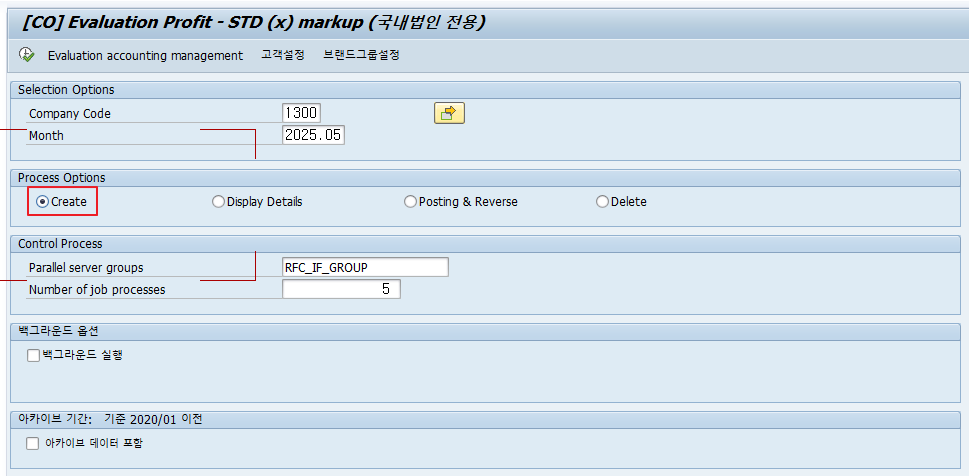 [CO] Evaluation Profit - STD (x) markup (국내법인 전용)
Evaluation accounting management 고객설정 브랜드그룹설정
Selection Options
Company Code 1300
Month 2025.05
Process Options
Create Display Details Posting & Reverse Delete
Control Process
Parallel server groups RFC_IF_GROUP
Number of job processes 5
백그라운드 옵션
백그라운드 실행
아카이브 기간: 기준 2020/01 이전
아카이브 데이터 포함